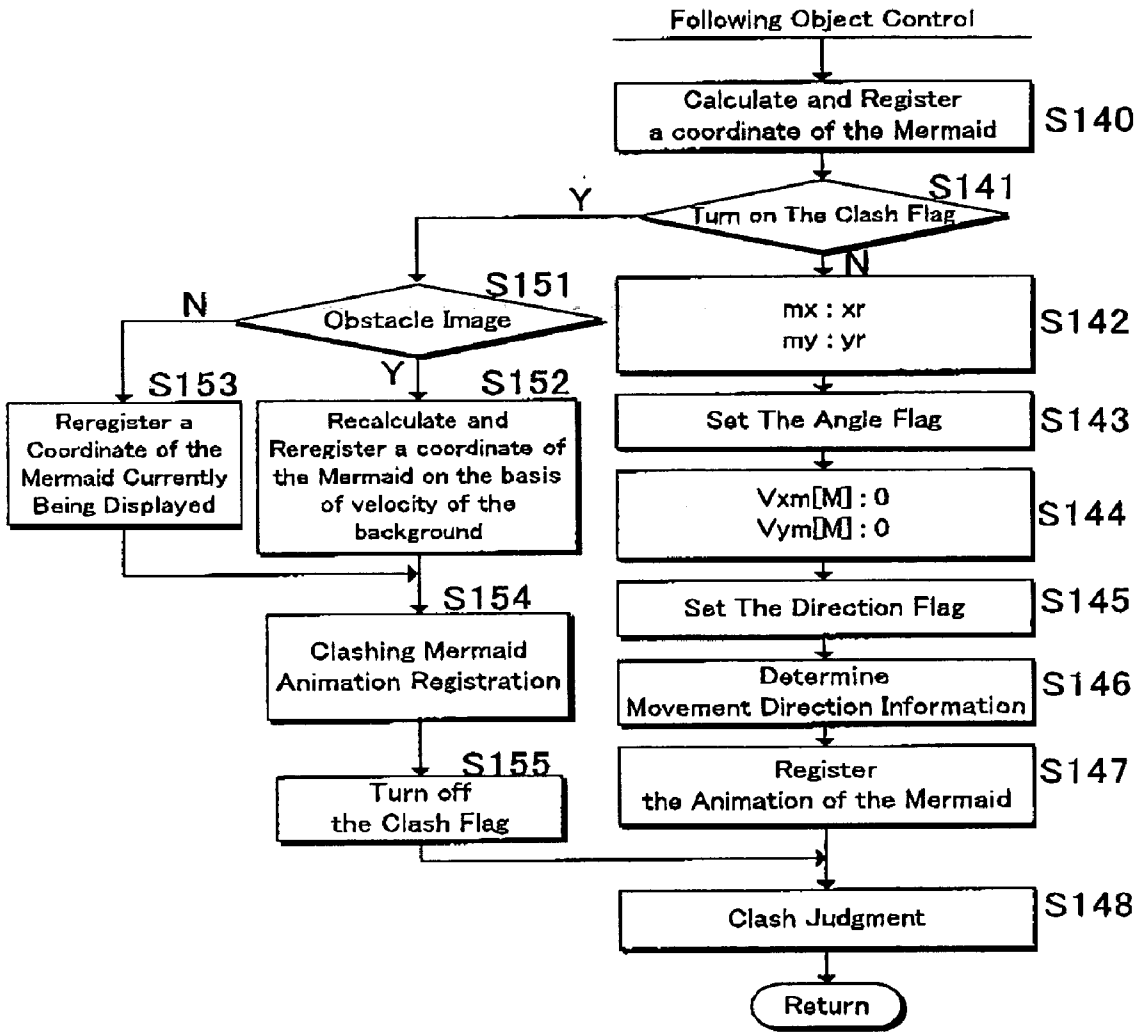 Following Object Control
Calculate and Register
a coordinate of the Mermaid
S140
S141
Turn on The Clash Flag
Y
N
S151
Obstacle Image
N
Y
mx : xr
my : yr
S142
S153
Reregister a
Coordinate of the
Mermaid Currently
Being Displayed
S152
Recalculate and
Reregister a coordinate of
the Mermaid on the basis
of velocity of the
background
Set The Angle Flag
S143
Vxm[M] : 0
Vym[M] : 0
S144
S154
Clashing Mermaid
Animation Registration
Set The Direction Flag
S145
Determine
Movement Direction Information
S146
S155
Turn off
the Clash Flag
Register
the Animation of the Mermaid
S147
Clash Judgment
S148
Return